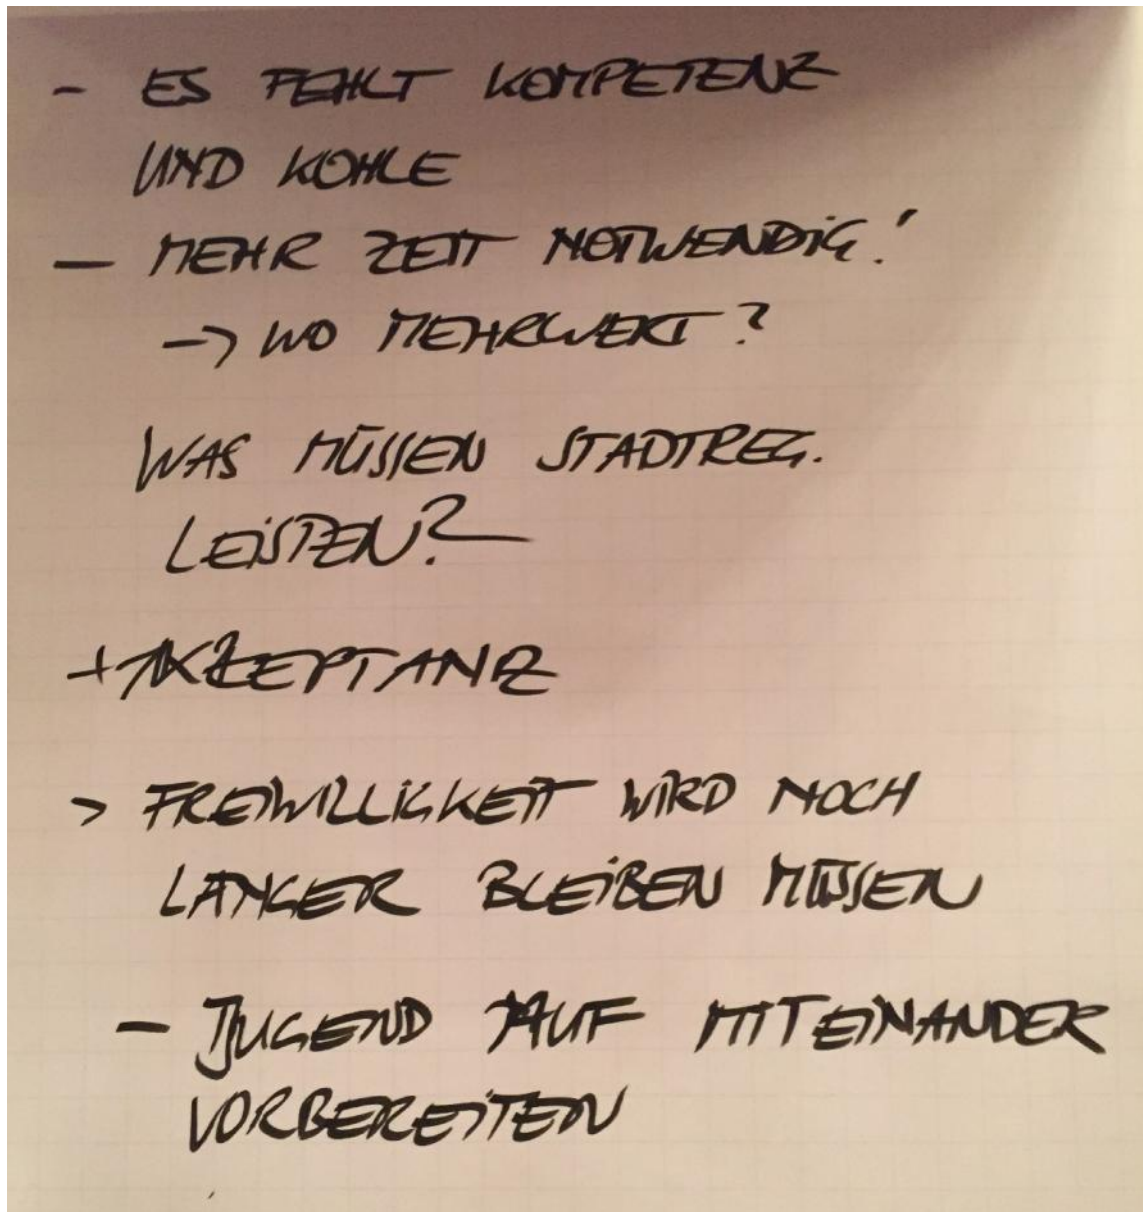 - ES FEHLT KOMPETENZ
UND KOHLE
- MEHR ZEIT NOTWENDIG!
-> WO MEHRWERT?
WAS MÜSSEN STADTREG.
LEISTEN?
+ AKZEPTANZ
> FREIWILLIGKEIT WIRD NOCH
LÄNGER BLEIBEN MÜSSEN
- JUGEND AUF MITEINANDER
VORBEREITEN